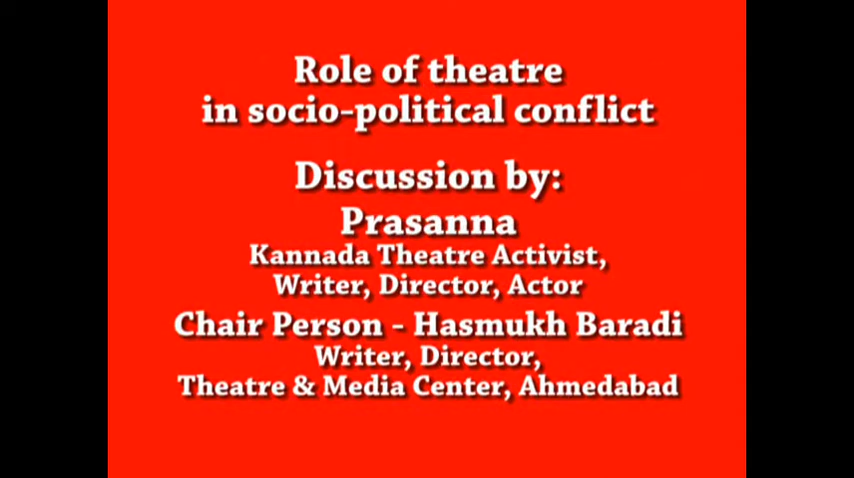 Role of theatre
in socio-political conflict
Discussion by:
Prasanna
Kannada Theatre Activist,
Writer, Director, Actor
Chair Person - Hasmukh Baradi
Writer, Director,
Theatre & Media Center, Ahmedabad